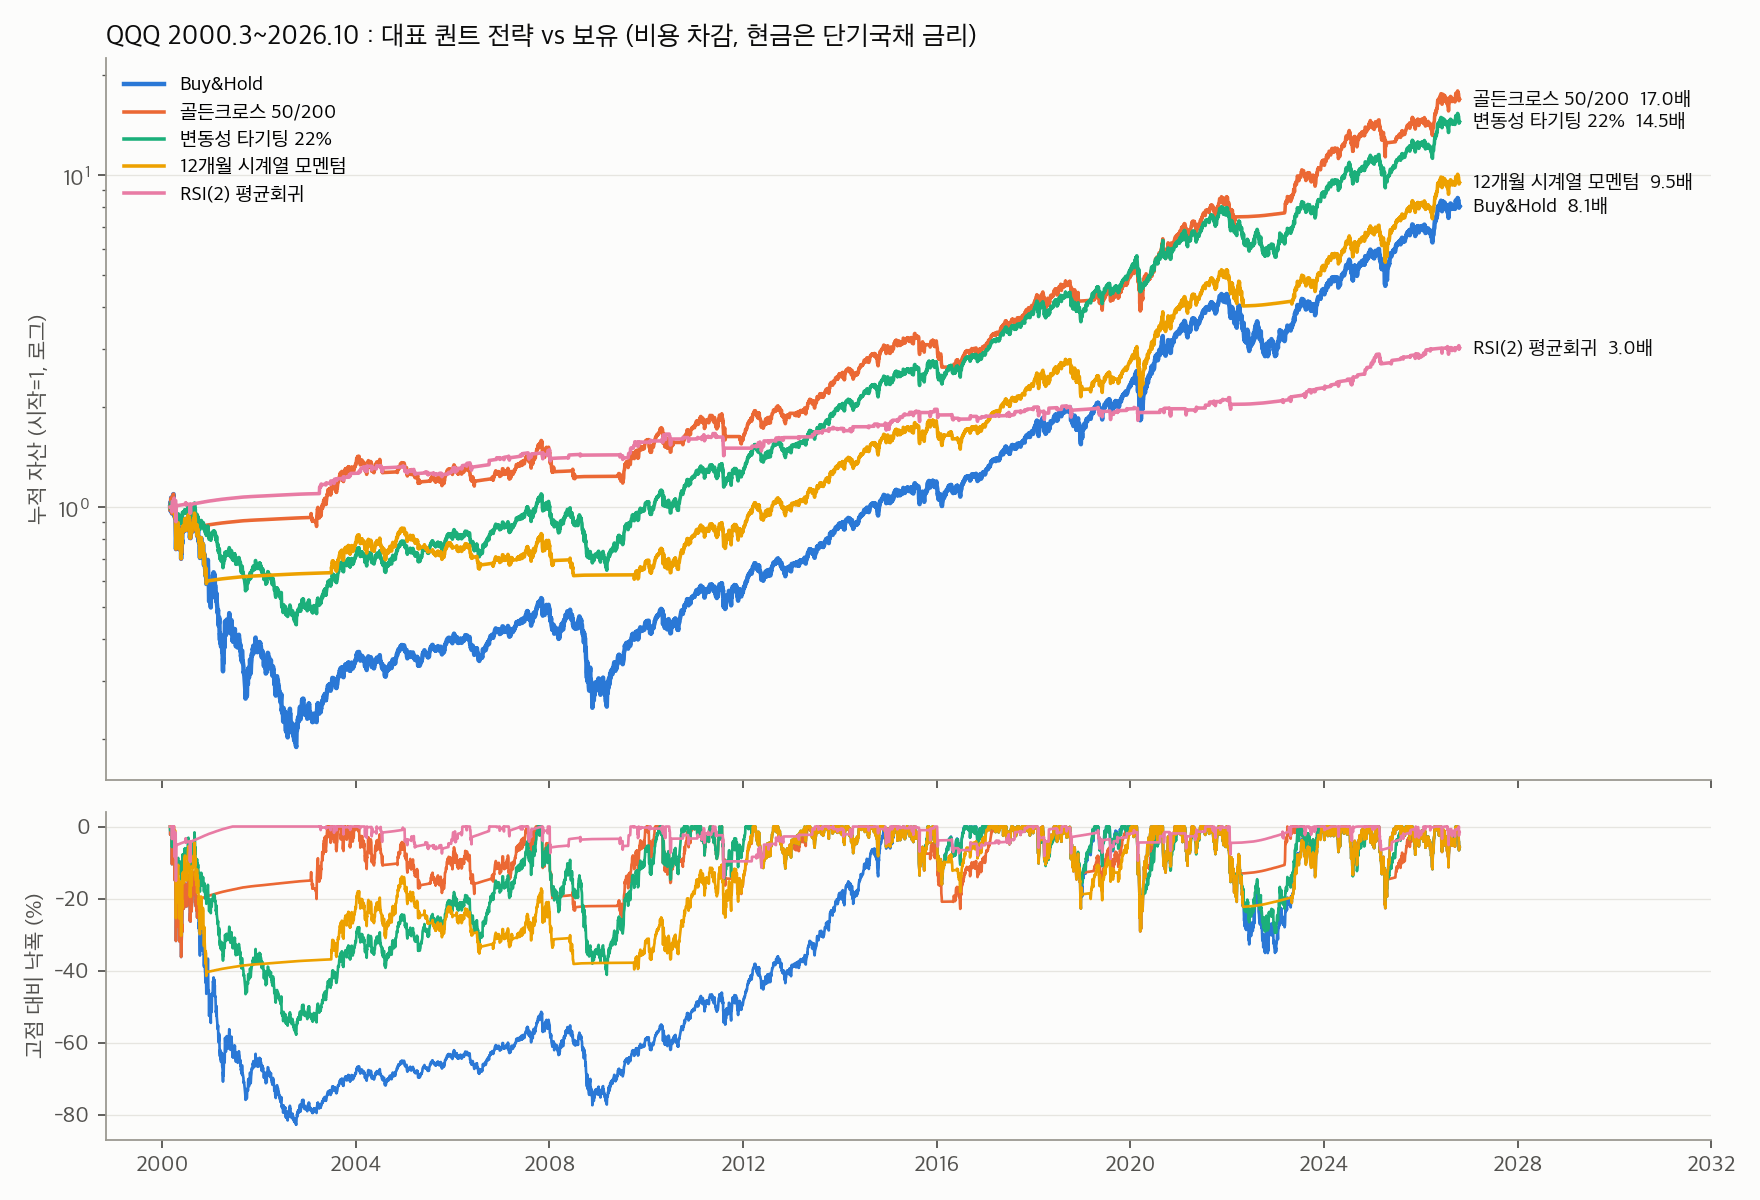 QQQ 2000.3~2026.10 : 대표 퀀트 전략 vs 보유 (비용 차감, 현금은 단기국채 금리)
Buy&Hold
골든크로스 50/200
변동성 타기팅 22%
12개월 시계열 모멘텀
RSI(2) 평균회귀
골든크로스 50/200 17.0배
변동성 타기팅 22% 14.5배
12개월 시계열 모멘텀 9.5배
Buy&Hold 8.1배
RSI(2) 평균회귀 3.0배
누적 자산 (시작=1, 로그)
10¹
10⁰
고점 대비 낙폭 (%)
0
-20
-40
-60
-80
2000
2004
2008
2012
2016
2020
2024
2028
2032